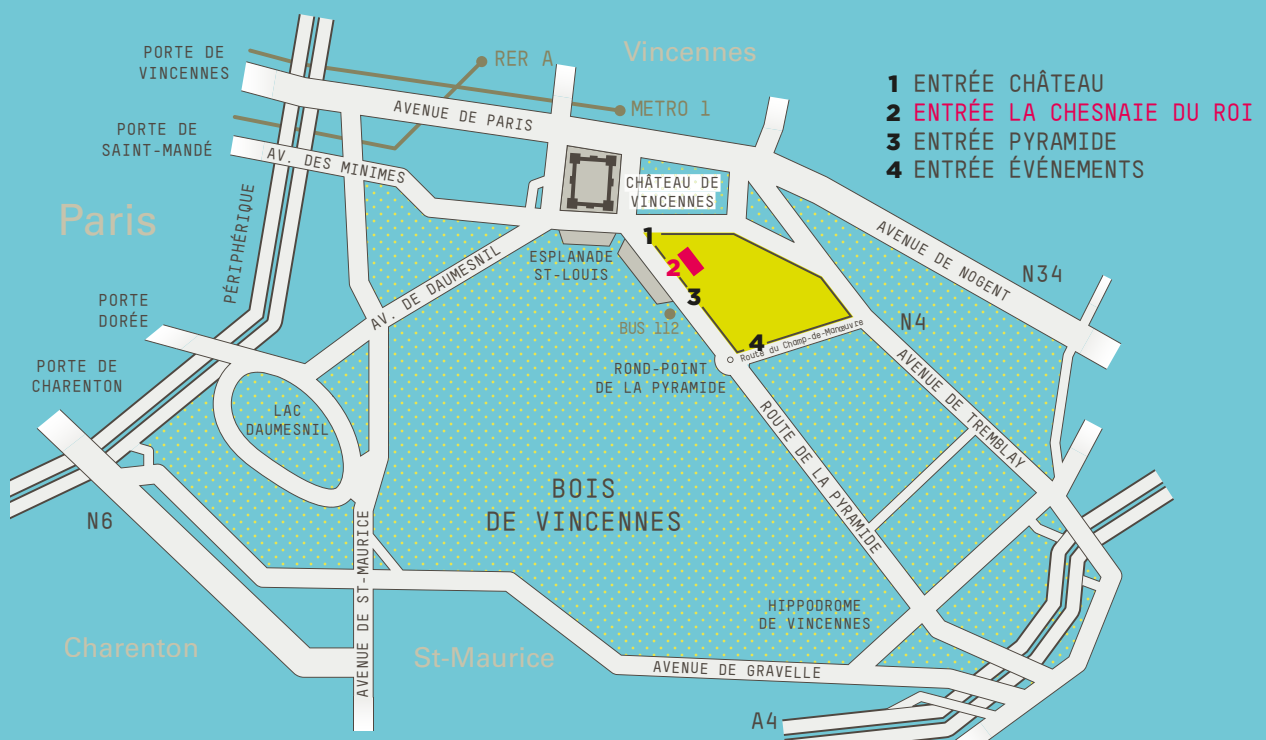 PORTE DE
VINCENNES
RER A
Vincennes
METRO 1
1 ENTRÉE CHÂTEAU
2 ENTRÉE LA CHESNAIE DU ROI
3 ENTRÉE PYRAMIDE
4 ENTRÉE ÉVÉNEMENTS
AVENUE DE PARIS
PORTE DE
SAINT-MANDÉ
AV. DES MINIMES
CHÂTEAU DE
VINCENNES
Paris
PÉRIPHÉRIQUE
1
2
3
4
ESPLANADE
ST-LOUIS
AV. DE DAUMESNIL
AVENUE DE NOGENT
N34
PORTE
DORÉE
BUS 112
N4
Route du Champ-de-Manœuvre
PORTE DE
CHARENTON
ROND-POINT
DE LA PYRAMIDE
AVENUE DE TREMBLAY
LAC
DAUMESNIL
ROUTE DE LA PYRAMIDE
BOIS
DE VINCENNES
N6
AVENUE DE ST-MAURICE
HIPPODROME
DE VINCENNES
Charenton
St-Maurice
AVENUE DE GRAVELLE
A4